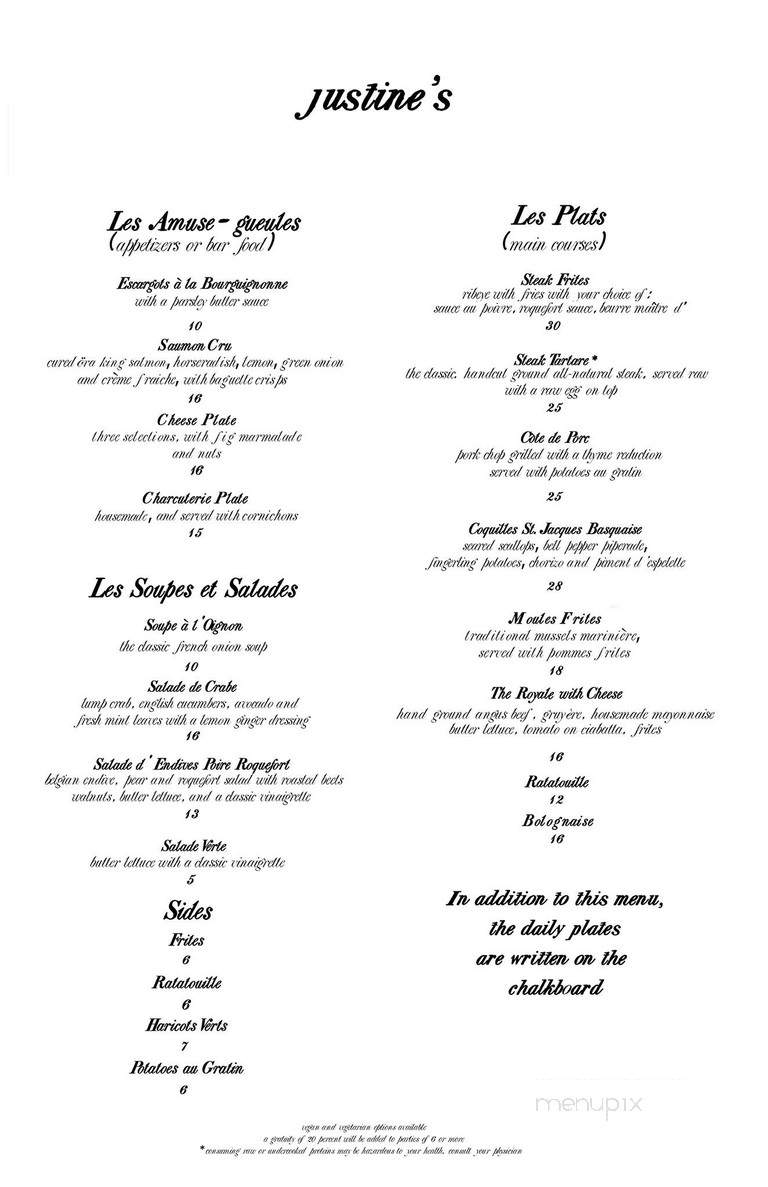 justine's
Les Amuse-gueules
(appetizers or bar food)
Escargots à la Bourguignonne
with a parsley butter sauce
10
Saumon Cru
cured ōra king salmon, horseradish, lemon, green onion
and crème fraiche, with baguette crisps
16
Cheese Plate
three selections, with fig marmalade
and nuts
16
Charcuterie Plate
housemade, and served with cornichons
15
Les Soupes et Salades
Soupe à l'Oignon
the classic french onion soup
10
Salade de Crabe
lump crab, english cucumbers, avocado and
fresh mint leaves with a lemon ginger dressing
16
Salade d' Endives Poire Roquefort
belgian endive, pear and roquefort salad with roasted beets
walnuts, butter lettuce, and a classic vinaigrette
13
Salade Verte
butter lettuce with a classic vinaigrette
5
Sides
Frites
6
Ratatouille
6
Haricots Verts
7
Potatoes au Gratin
6
Les Plats
(main courses)
Steak Frites
ribeye with fries with your choice of:
sauce au poivre, roquefort sauce, beurre maître d'
30
Steak Tartare*
the classic, handcut ground all-natural steak, served raw
with a raw egg on top
25
Côte de Porc
pork chop grilled with a thyme reduction
served with potatoes au gratin
25
Coquilles St. Jacques Basquaise
seared scallops, bell pepper piperade,
fingerling potatoes, chorizo and piment d'espelette
28
Moules Frites
traditional mussels marinière,
served with pommes frites
18
The Royale with Cheese
hand ground angus beef, gruyère, housemade mayonnaise
butter lettuce, tomato on ciabatta, frites
16
Ratatouille
12
Bolognaise
16
In addition to this menu,
the daily plates
are written on the
chalkboard
menupix
vegan and vegetarian options available
a gratuity of 20 percent will be added to parties of 6 or more
*consuming raw or undercooked proteins may be hazardous to your health, consult your physician